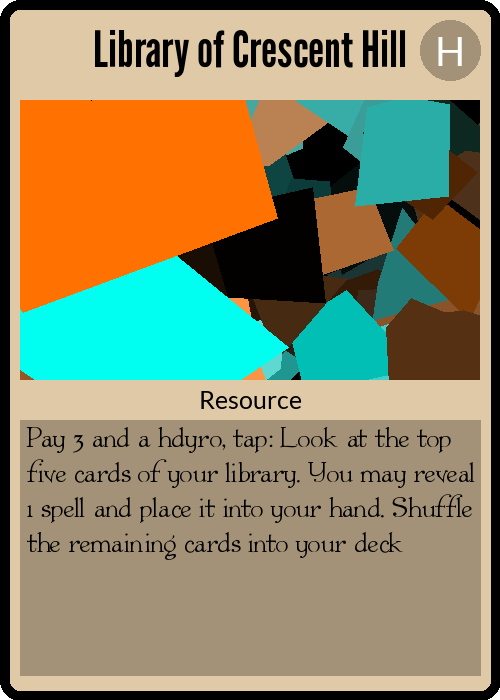 Library of Crescent Hill
H
Resource
Pay 3 and a hdyro, tap: Look at the top
five cards of your library. You may reveal
1 spell and place it into your hand. Shuffle
the remaining cards into your deck